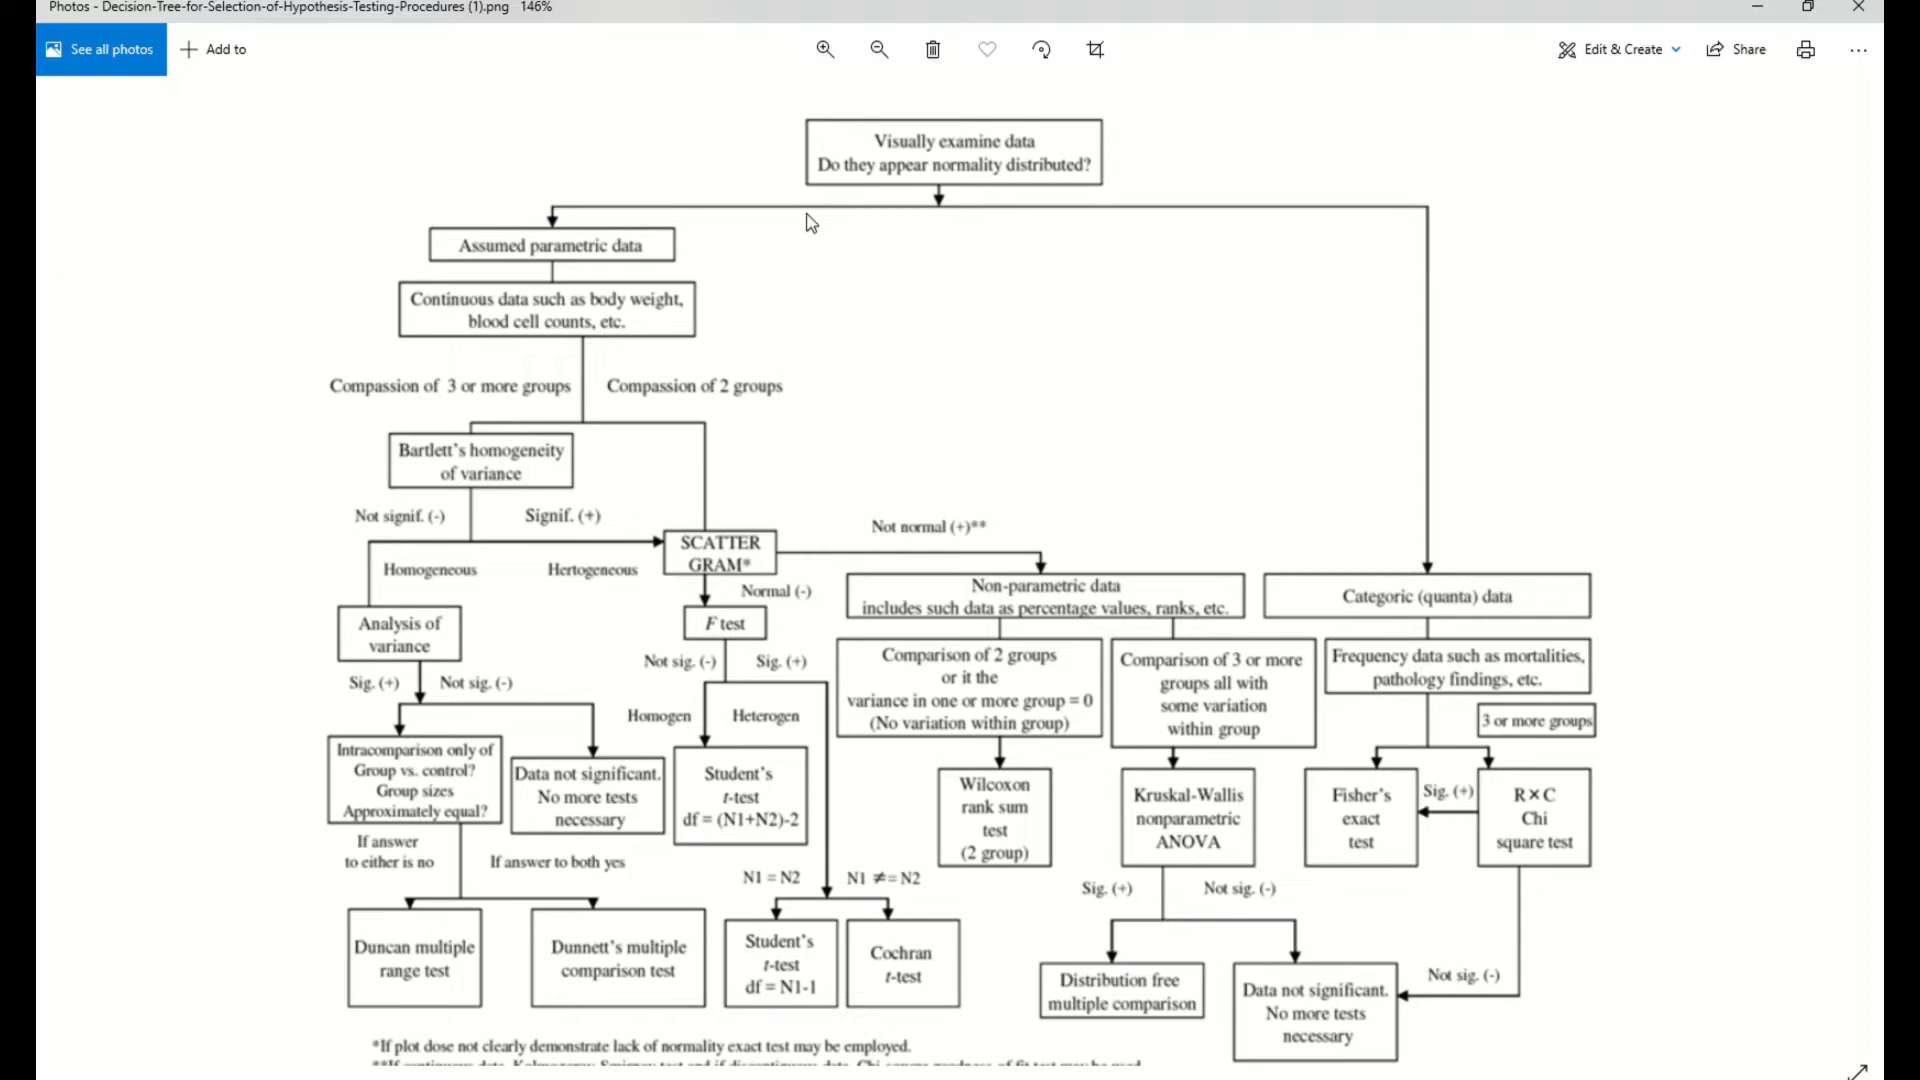 Photos - Decision-Tree-for-Selection-of-Hypothesis-Testing-Procedures (1).png 146%
See all photos
Add to
Edit & Create
Share
Visually examine data
Do they appear normality distributed?
Assumed parametric data
Continuous data such as body weight,
blood cell counts, etc.
Compassion of 3 or more groups
Compassion of 2 groups
Bartlett's homogeneity
of variance
Not signif. (-)
Signif. (+)
Homogeneous
Hertogeneous
SCATTER
GRAM*
Not normal (+)**
Normal (-)
Analysis of
variance
F test
Non-parametric data
includes such data as percentage values, ranks, etc.
Categoric (quanta) data
Sig. (+)
Not sig. (-)
Not sig. (-)
Sig. (+)
Homogen
Heterogen
Comparison of 2 groups
or it the
variance in one or more group = 0
(No variation within group)
Comparison of 3 or more
groups all with
some variation
within group
Frequency data such as mortalities,
pathology findings, etc.
3 or more groups
Intracomparison only of
Group vs. control?
Group sizes
Approximately equal?
Data not significant.
No more tests
necessary
Student's
t-test
df = (N1+N2)-2
Wilcoxon
rank sum
test
(2 group)
Kruskal-Wallis
nonparametric
ANOVA
Fisher's
exact
test
Sig. (+)
R×C
Chi
square test
If answer
to either is no
If answer to both yes
N1 = N2
N1 ≠= N2
Sig. (+)
Not sig. (-)
Duncan multiple
range test
Dunnett's multiple
comparison test
Student's
t-test
df = N1-1
Cochran
t-test
Distribution free
multiple comparison
Data not significant.
No more tests
necessary
Not sig. (-)
*If plot dose not clearly demonstrate lack of normality exact test may be employed.